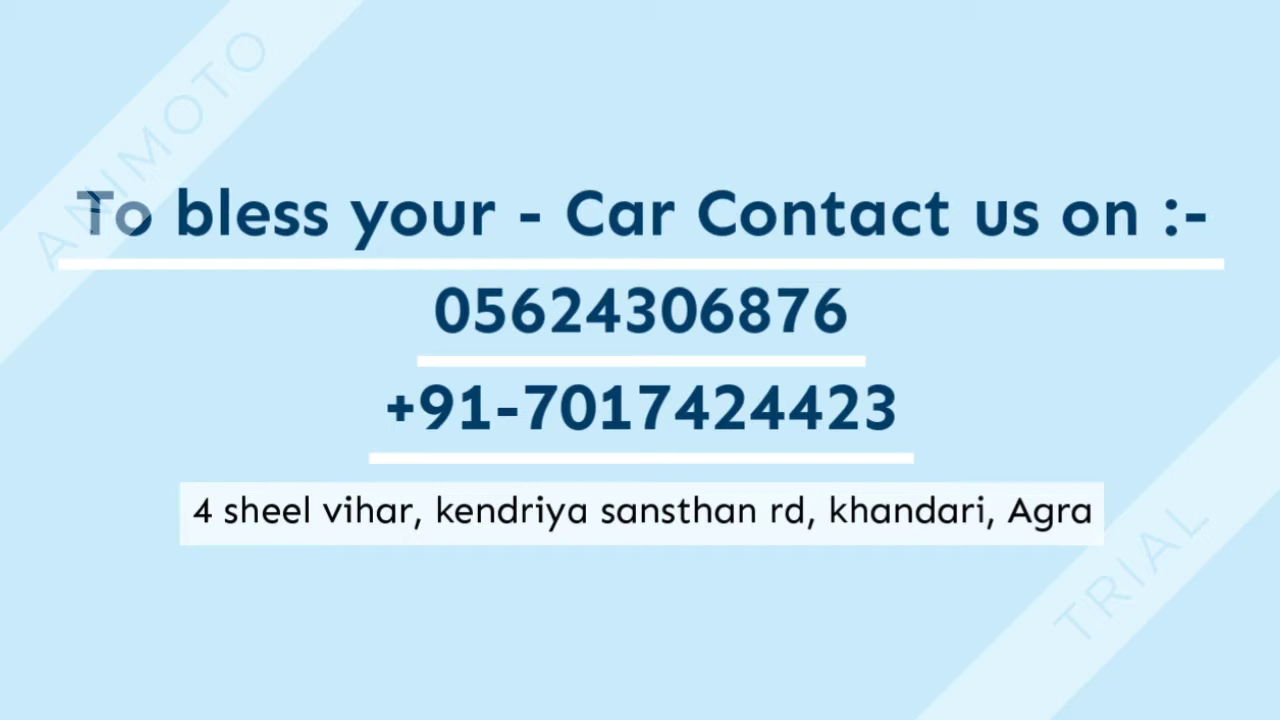 ANIMOTO
To bless your - Car Contact us on :-
05624306876
+91-7017424423
4 sheel vihar, kendriya sansthan rd, khandari, Agra
TRIAL